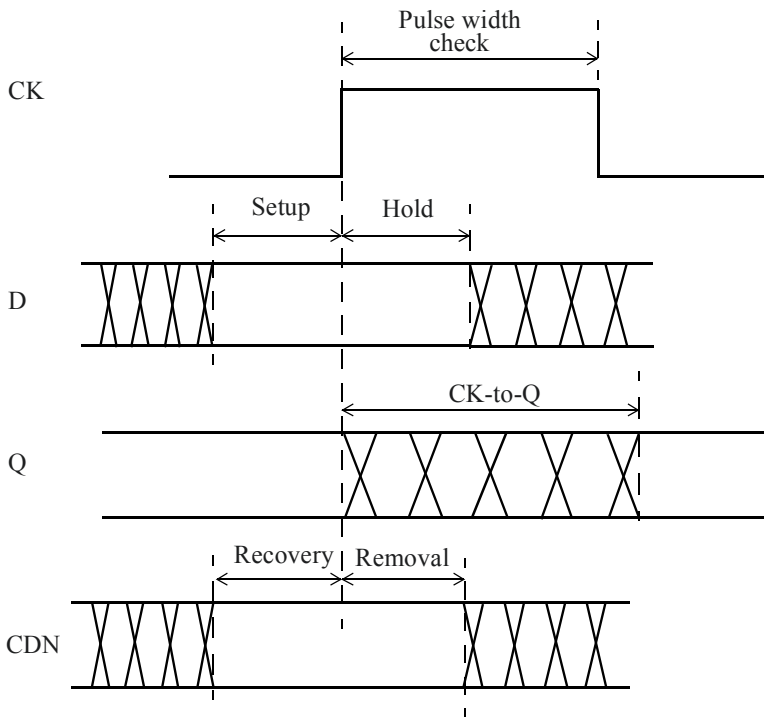 Pulse width
check
CK
Setup
Hold
D
CK-to-Q
Q
Recovery
Removal
CDN